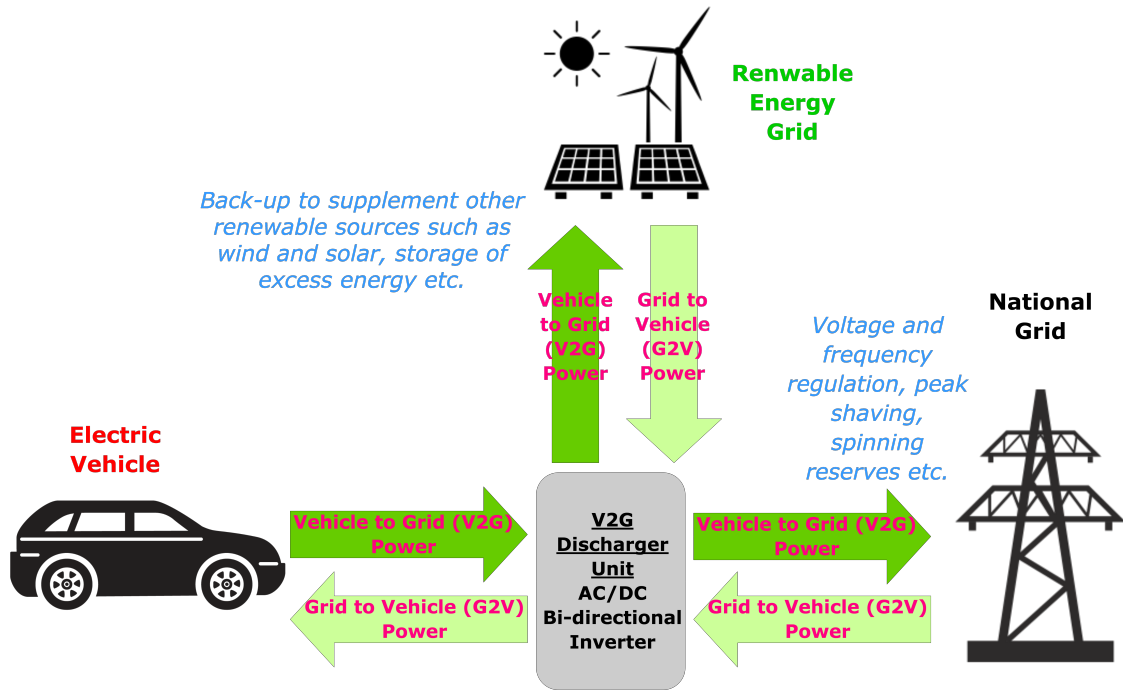 Renwable
Energy
Grid
Back-up to supplement other
renewable sources such as
wind and solar, storage of
excess energy etc.
Vehicle
to Grid
(V2G)
Power
Grid to
Vehicle
(G2V)
Power
National
Grid
Voltage and
frequency
regulation, peak
shaving,
spinning
reserves etc.
Electric
Vehicle
Vehicle to Grid (V2G)
Power
Grid to Vehicle (G2V)
Power
V2G
Discharger
Unit
AC/DC
Bi-directional
Inverter
Vehicle to Grid (V2G)
Power
Grid to Vehicle (G2V)
Power